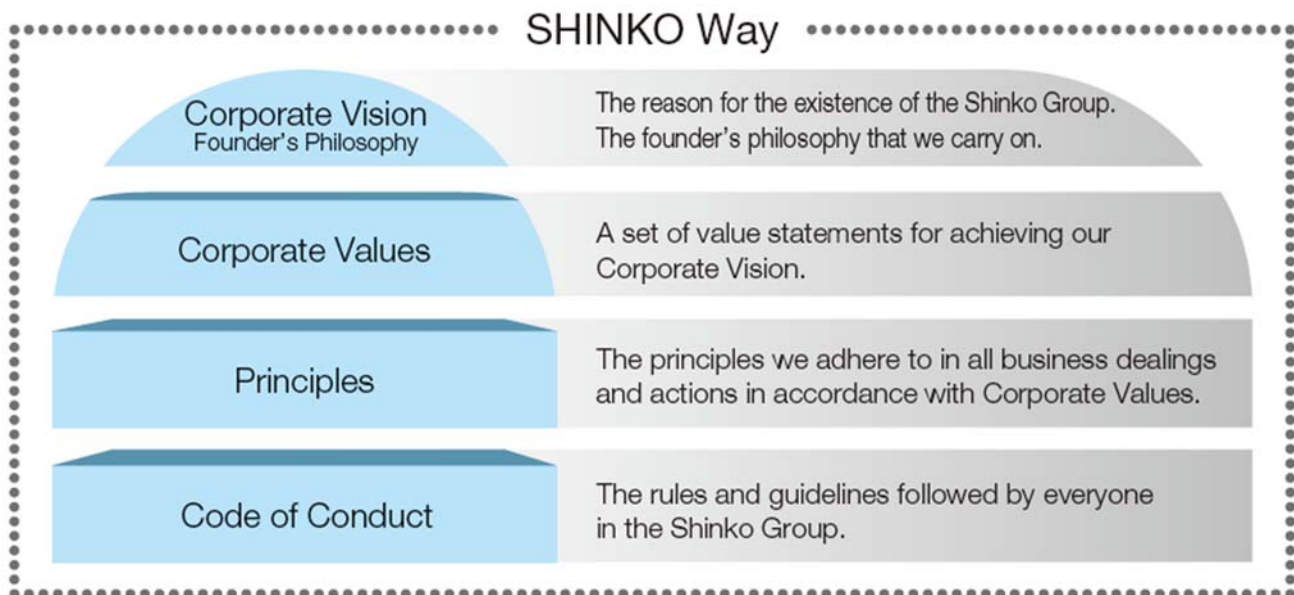 SHINKO Way
Corporate Vision
Founder's Philosophy
The reason for the existence of the Shinko Group.
The founder's philosophy that we carry on.
Corporate Values
A set of value statements for achieving our
Corporate Vision.
Principles
The principles we adhere to in all business dealings
and actions in accordance with Corporate Values.
Code of Conduct
The rules and guidelines followed by everyone
in the Shinko Group.